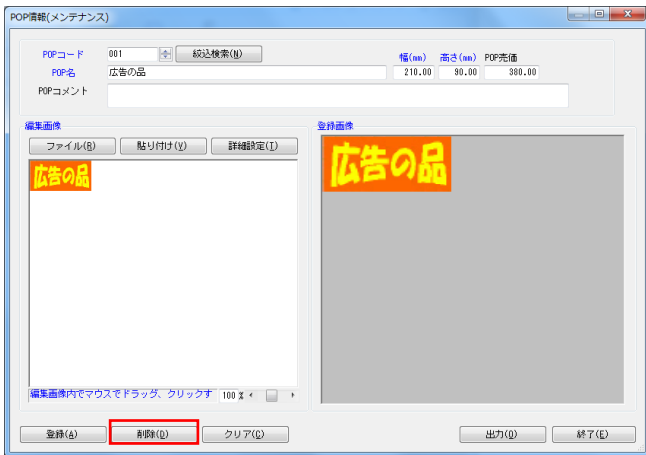 POP情報(メンテナンス)
POPコード 001 絞込検索(N) 幅(mm) 高さ(mm) POP売価
POP名 広告の品 210.00 90.00 380.00
POPコメント
編集画像 登録画像
ファイル(R) 貼り付け(V) 詳細設定(I)
広告の品 広告の品
編集画像内でマウスでドラッグ、クリックす 100 %
登録(A) 削除(D) クリア(C) 出力(O) 終了(E)